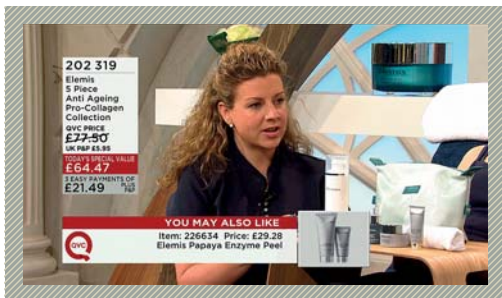 202 319
Elemis
5 Piece
Anti Ageing
Pro-Collagen
Collection
QVC PRICE
£77.50
UK P&P £5.95
TODAY'S SPECIAL VALUE
£64.47
3 EASY PAYMENTS OF
£21.49 PLUS P&P
YOU MAY ALSO LIKE
Item: 226634 Price: £29.28
Elemis Papaya Enzyme Peel
QVC